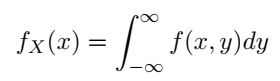 f_X(x) = \int_{-\infty}^{\infty} f(x, y)dy